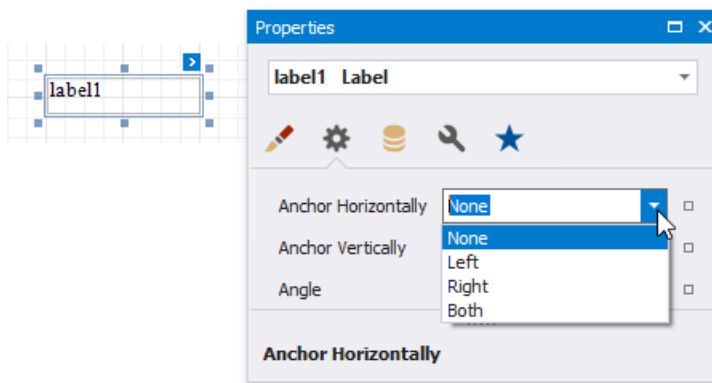 Properties
label1
label1 Label
Anchor Horizontally None
None
Anchor Vertically
Left
Right
Angle
Both
Anchor Horizontally